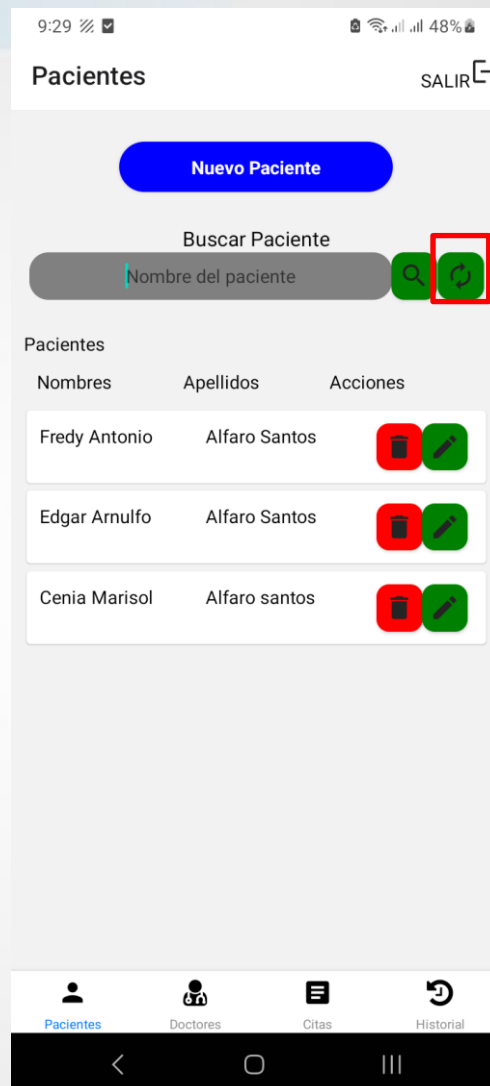 9:29 48%
Pacientes SALIR
Nuevo Paciente
Buscar Paciente
Nombre del paciente
Pacientes
Nombres Apellidos Acciones
Fredy Antonio Alfaro Santos
Edgar Arnulfo Alfaro Santos
Cenia Marisol Alfaro santos
Pacientes Doctores Citas Historial